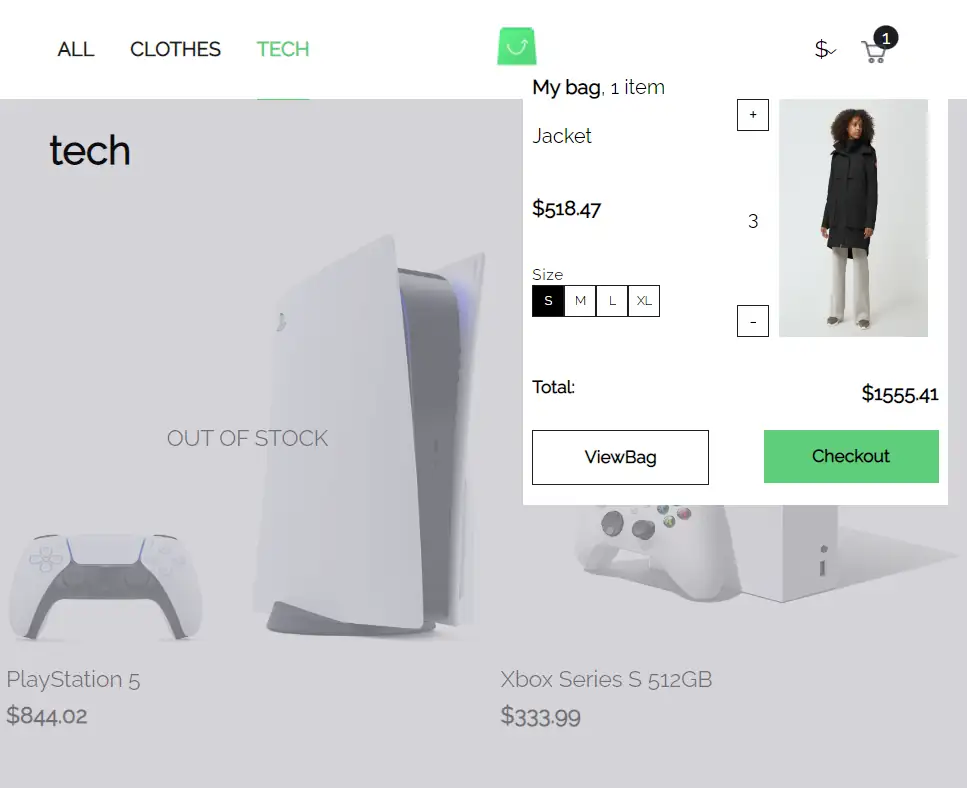 ALL CLOTHES TECH
$ 1
My bag, 1 item
tech
Jacket
$518.47
Size
S M L XL
+
3
-
Total:
$1555.41
ViewBag
Checkout
OUT OF STOCK
PlayStation 5
$844.02
Xbox Series S 512GB
$333.99